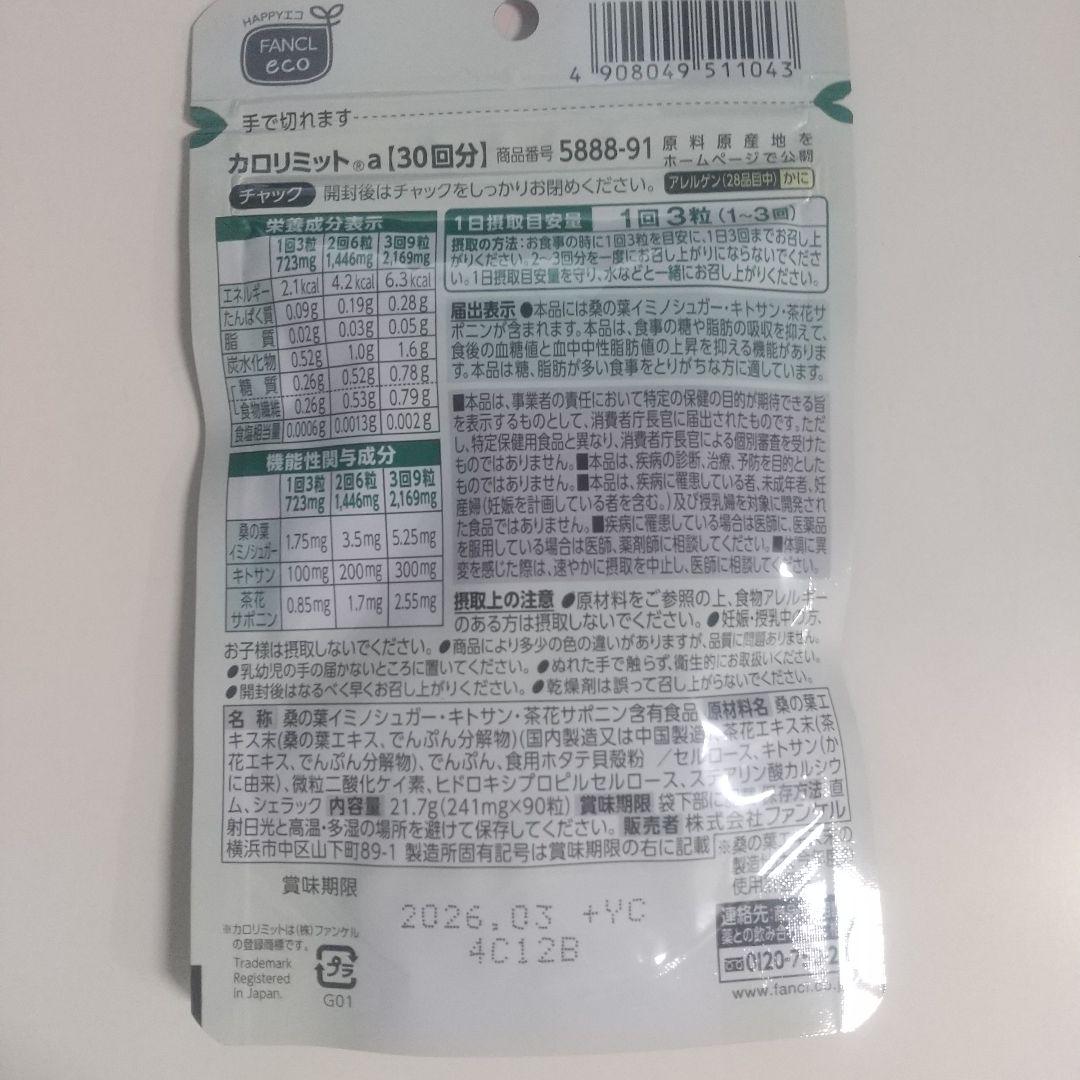 HAPPYエコ
FANCL
eco
4 908049 511043
手で切れます
カロリミット®a【30回分】 商品番号 5888-91 原料原産地を
ホームページで公開
チャック 開封後はチャックをしっかりお閉めください。 アレルゲン(28品目中) かに
栄養成分表示
1回3粒 2回6粒 3回9粒
723mg 1,446mg 2,169mg
エネルギー 2.1kcal 4.2kcal 6.3kcal
たんぱく質 0.09g 0.19g 0.28g
脂質 0.02g 0.03g 0.05g
炭水化物 0.52g 1.0g 1.6g
糖質 0.26g 0.52g 0.78g
食物繊維 0.26g 0.53g 0.79g
食塩相当量 0.0006g 0.0013g 0.002g
機能性関与成分
1回3粒 2回6粒 3回9粒
723mg 1,446mg 2,169mg
桑の葉
イミノシュガー 1.75mg 3.5mg 5.25mg
キトサン 100mg 200mg 300mg
茶花
サポニン 0.85mg 1.7mg 2.55mg
1日摂取目安量 1回3粒(1~3回)
摂取の方法:お食事の時に1回3粒を目安に、1日3回までお召し上
がりください。2~3回分を一度にお召し上がりにならないでくださ
い。1日摂取目安量を守り、水などと一緒にお召し上がりください。
届出表示 ●本品には桑の葉イミノシュガー・キトサン・茶花サ
ポニンが含まれます。本品は、食事の糖や脂肪の吸収を抑えて、
食後の血糖値と血中中性脂肪値の上昇を抑える機能がありま
す。本品は糖、脂肪が多い食事をとりがちな方に適しています。
■本品は、事業者の責任において特定の保健の目的が期待できる旨
を表示するものとして、消費者庁長官に届出されたものです。ただ
し、特定保健用食品と異なり、消費者庁長官による個別審査を受けた
ものではありません。■本品は、疾病の診断、治療、予防を目的とした
ものではありません。■本品は、疾病に罹患している者、未成年者、妊
産婦(妊娠を計画している者を含む。)及び授乳婦を対象に開発され
た食品ではありません。■疾病に罹患している場合は医師に、医薬品
を服用している場合は医師、薬剤師に相談してください。■体調に異
変を感じた際は、速やかに摂取を中止し、医師に相談してください。
摂取上の注意 ●原材料をご参照の上、食物アレルギー
のある方は摂取しないでください。●妊娠・授乳中の方、
お子様は摂取しないでください。●商品により多少の色の違いがありますが、品質に問題ありません。
●乳幼児の手の届かないところに置いてください。●ぬれた手で触らず、衛生的にお取扱いください。
●開封後はなるべく早くお召し上がりください。●乾燥剤は誤って召し上がらないでください。
名称 桑の葉イミノシュガー・キトサン・茶花サポニン含有食品 原材料名 桑の葉エ
キス末(桑の葉エキス、でんぷん分解物)(国内製造又は中国製造)、茶花エキス末(茶
花エキス、でんぷん分解物)、でんぷん、食用ホタテ貝殻粉 /セルロース、キトサン(か
に由来)、微粒二酸化ケイ素、ヒドロキシプロピルセルロース、ステアリン酸カルシウ
ム、シェラック 内容量 21.7g(241mg×90粒) 賞味期限 袋下部に 保存方法 直
射日光と高温・多湿の場所を避けて保存してください。 販売者 株式会社ファンケル
横浜市中区山下町89-1 製造所固有記号は賞味期限の右に記載
※桑の葉エ
製造
使用
賞味期限
2026.03 +YC
4C12B
※カロリミットは(株)ファンケル
の登録商標です。
Trademark
Registered
in Japan.
プラ
G01
連絡先
薬との飲み合
0120-7
www.fancl.co.